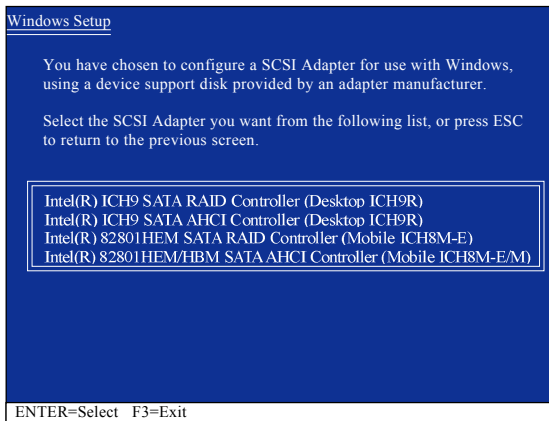 Windows Setup
You have chosen to configure a SCSI Adapter for use with Windows,
using a device support disk provided by an adapter manufacturer.
Select the SCSI Adapter you want from the following list, or press ESC
to return to the previous screen.
Intel(R) ICH9 SATA RAID Controller (Desktop ICH9R)
Intel(R) ICH9 SATA AHCI Controller (Desktop ICH9R)
Intel(R) 82801HEM SATA RAID Controller (Mobile ICH8M-E)
Intel(R) 82801HEM/HBM SATA AHCI Controller (Mobile ICH8M-E/M)
ENTER=Select F3=Exit